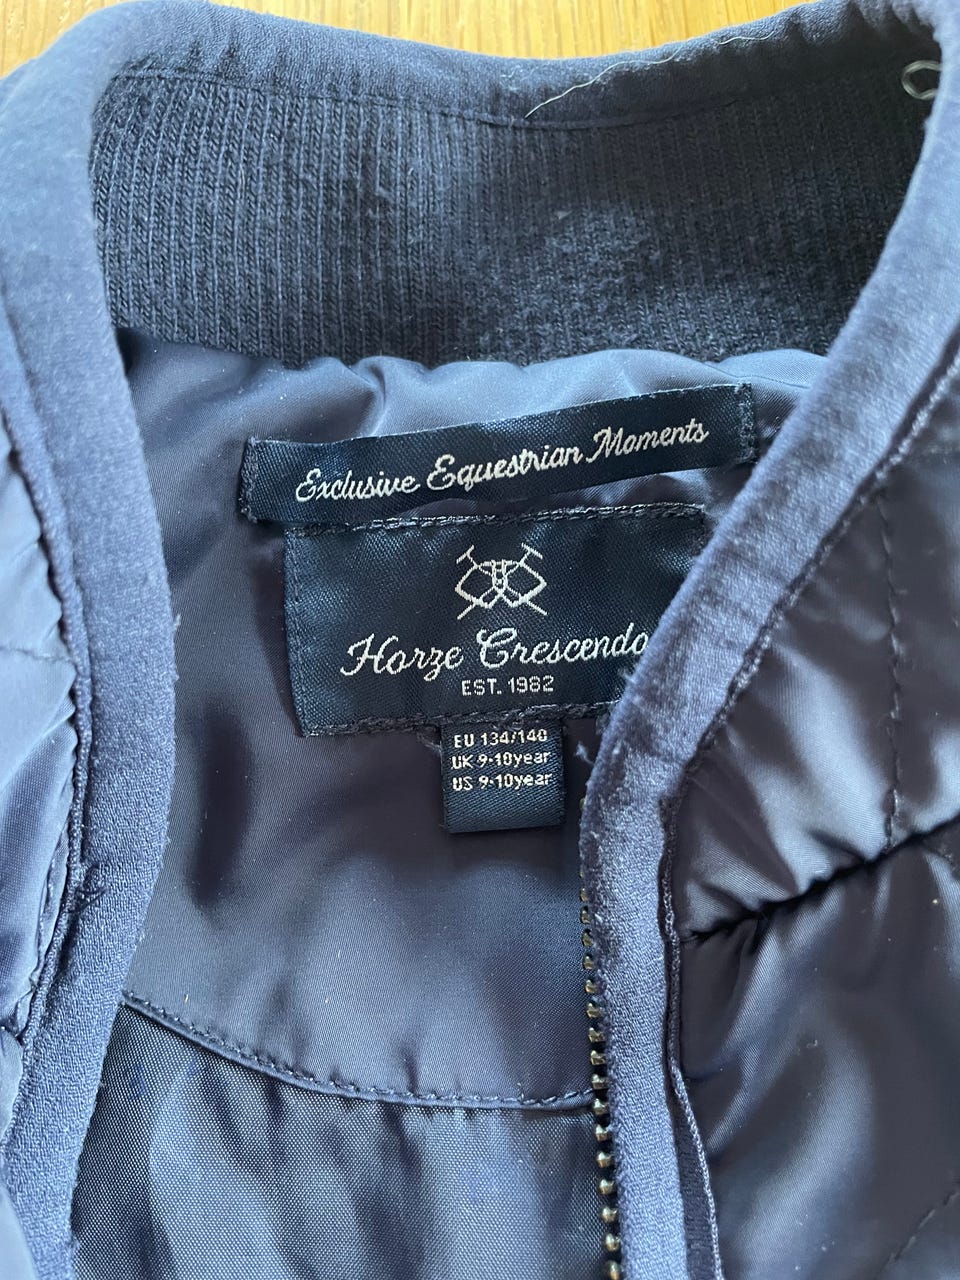 Exclusive Equestrian Moments
Horze Crescendo
EST. 1982
EU 134/140
UK 9-10year
US 9-10year